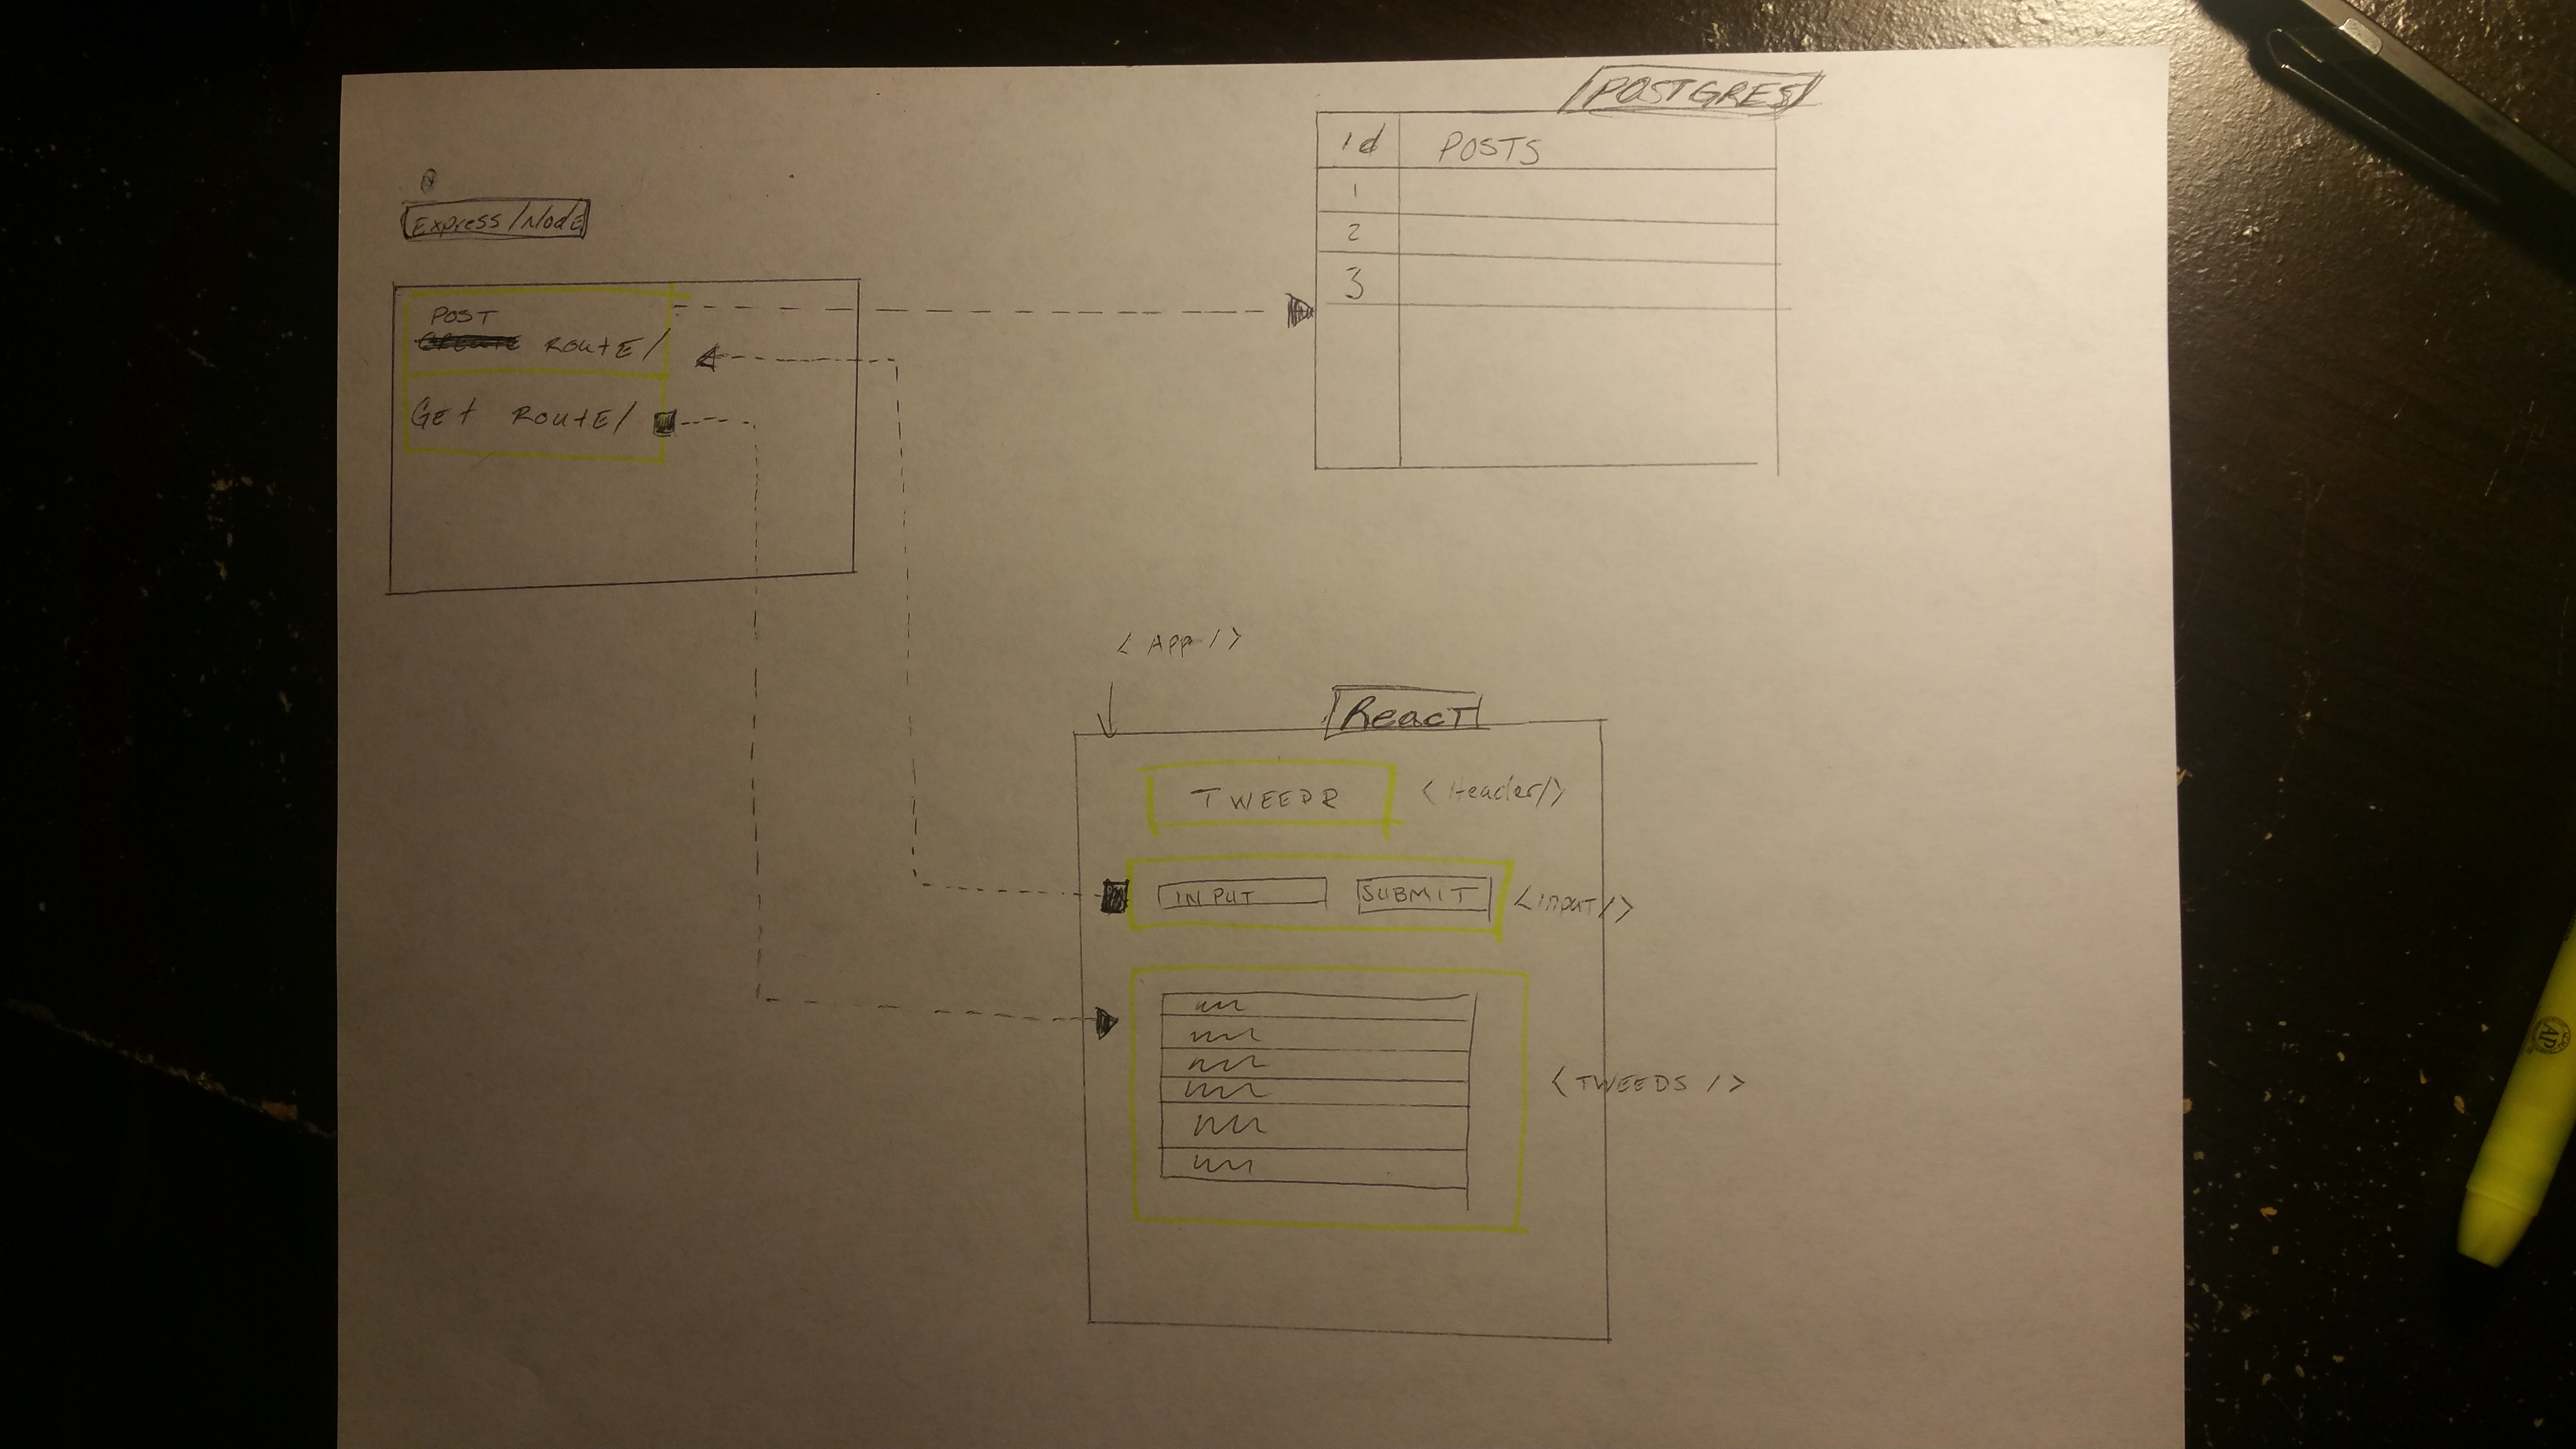 POSTGRES
id POSTS
1
2
3
Express/Node
POST
ROUTE/
GET ROUTE/
< App />
React
TWEEDR <Header/>
INPUT SUBMIT <input/>
< TWEEDS />
AP